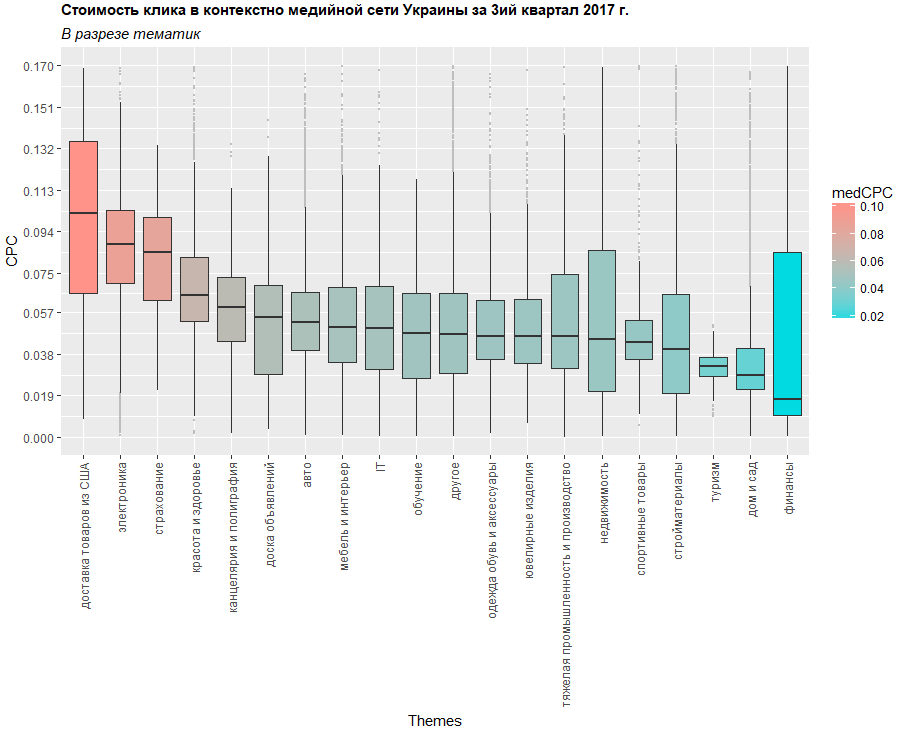 Стоимость клика в контекстно медийной сети Украины за 3ий квартал 2017 г.
В разрезе тематик
CPC
0.170
0.151
0.132
0.113
0.094
0.075
0.057
0.038
0.019
0.000
доставка товаров из США
электроника
страхование
красота и здоровье
канцелярия и полиграфия
доска объявлений
авто
мебель и интерьер
IT
обучение
другое
одежда обувь и аксессуары
ювелирные изделия
тяжелая промышленность и производство
недвижимость
спортивные товары
стройматериалы
туризм
дом и сад
финансы
Themes
medCPC
0.10
0.08
0.06
0.04
0.02